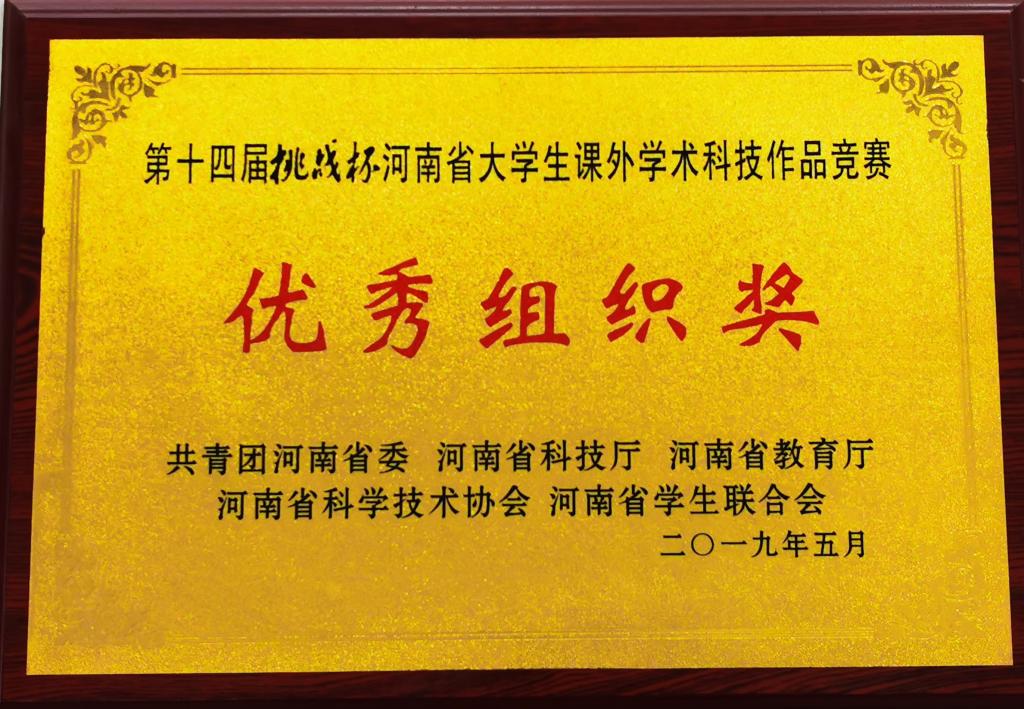 第十四届挑战杯河南省大学生课外学术科技作品竞赛
优秀组织奖
共青团河南省委 河南省科技厅 河南省教育厅
河南省科学技术协会 河南省学生联合会
二〇一九年五月